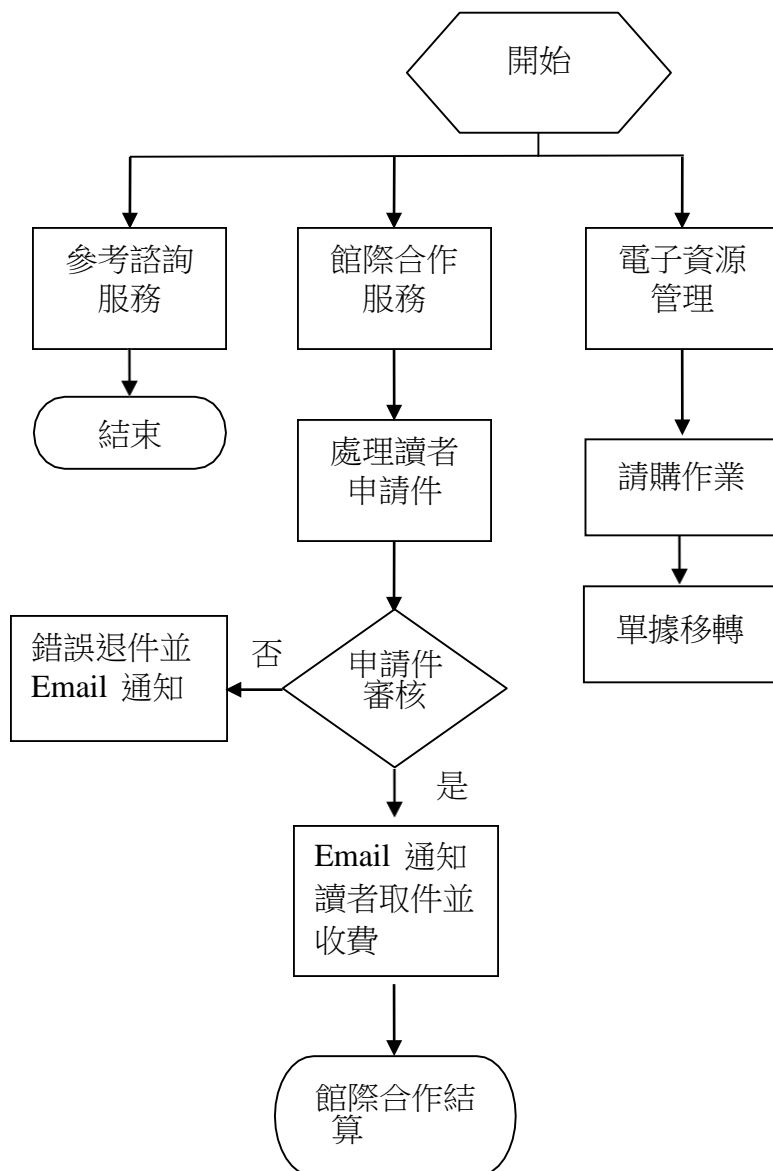 開始
參考諮詢
服務
館際合作
服務
電子資源
管理
結束
處理讀者
申請件
請購作業
單據移轉
錯誤退件並
Email 通知
否
申請件
審核
是
Email 通知
讀者取件並
收費
館際合作結
算